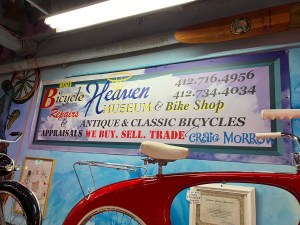 Bicycle Heaven
MUSEUM & Bike Shop
412.716.4956
412.734.4034
Repairs
&
APPRAISALS
ANTIQUE & CLASSIC BICYCLES
WE BUY. SELL. TRADE
Craig Morrow